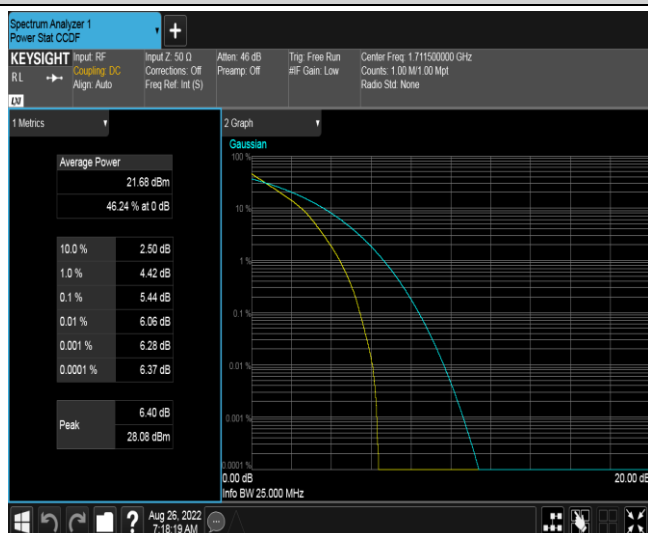 Spectrum Analyzer 1
Power Stat CCDF
+
KEYSIGHT
R L
LXI
Input: RF
Coupling: DC
Align: Auto
Input Z: 50 Ω
Corrections: Off
Freq Ref: Int (S)
Atten: 46 dB
Preamp: Off
Trig: Free Run
#IF Gain: Low
Center Freq: 1.711500000 GHz
Counts: 1.00 M/1.00 Mpt
Radio Std: None
1 Metrics
Average Power
21.68 dBm
46.24 % at 0 dB
10.0 % 2.50 dB
1.0 % 4.42 dB
0.1 % 5.44 dB
0.01 % 6.06 dB
0.001 % 6.28 dB
0.0001 % 6.37 dB
Peak
6.40 dB
28.08 dBm
2 Graph
Gaussian
100 %
10 %
1 %
0.1 %
0.01 %
0.001 %
0.0001 %
0.00 dB
20.00 dB
Info BW 25.000 MHz
?
Aug 26, 2022
7:18:19 AM